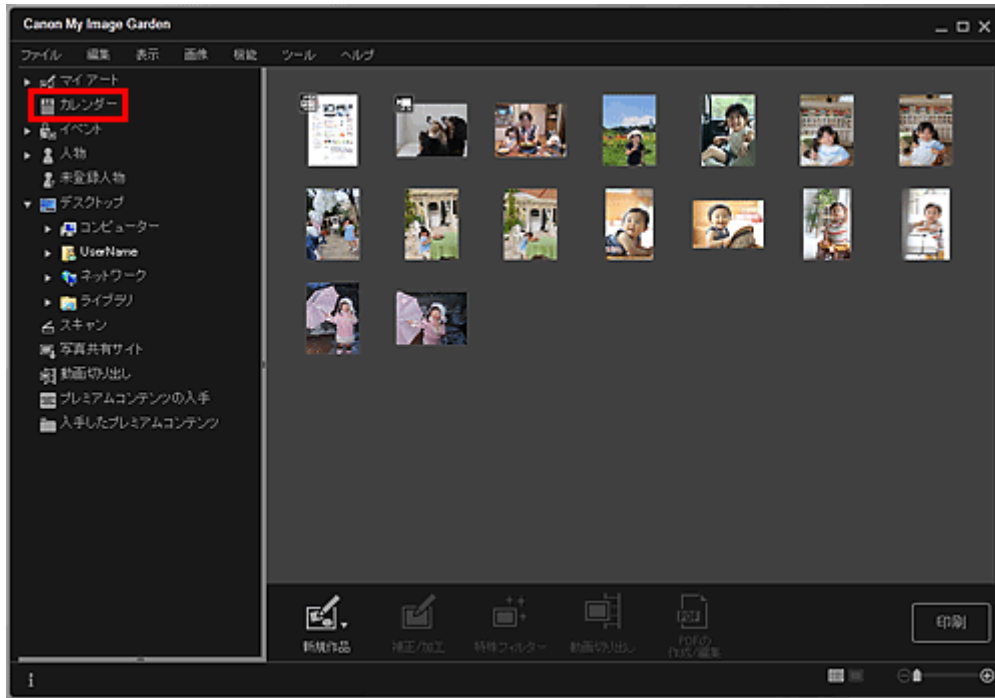 Canon My Image Garden
ファイル 編集 表示 画像 機能 ツール ヘルプ
マイ アート
カレンダー
イベント
人物
未登録人物
デスクトップ
コンピューター
UserName
ネットワーク
ライブラリ
スキャン
写真共有サイト
動画切り出し
プレミアムコンテンツの入手
入手したプレミアムコンテンツ
新規作品 補正/加工 特殊フィルター 動画切り出し PDFの
作成/編集
印刷